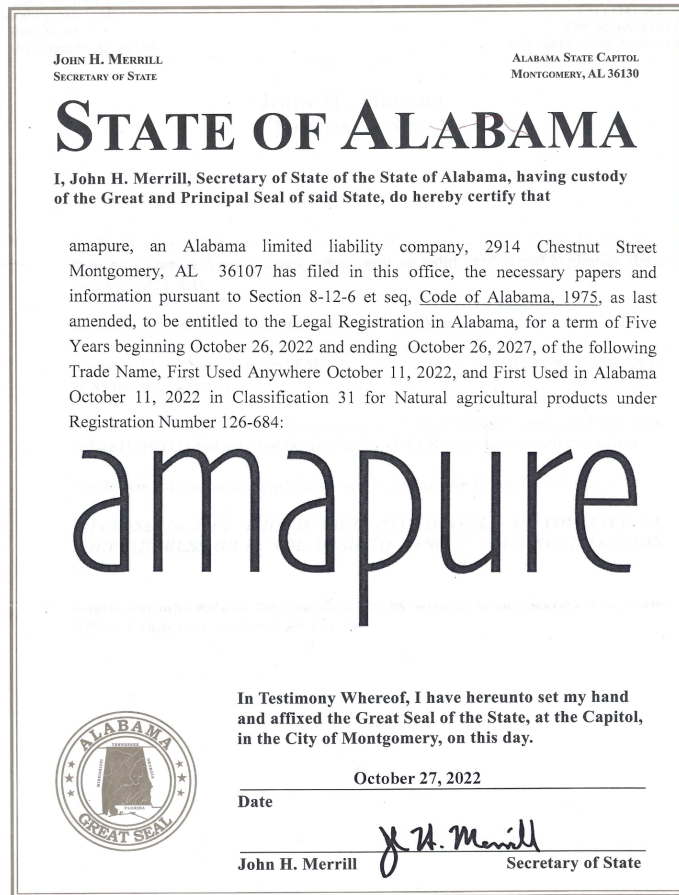 JOHN H. MERRILL
SECRETARY OF STATE
ALABAMA STATE CAPITOL
MONTGOMERY, AL 36130
STATE OF ALABAMA
I, John H. Merrill, Secretary of State of the State of Alabama, having custody
of the Great and Principal Seal of said State, do hereby certify that
amapure, an Alabama limited liability company, 2914 Chestnut Street
Montgomery, AL 36107 has filed in this office, the necessary papers and
information pursuant to Section 8-12-6 et seq, Code of Alabama, 1975, as last
amended, to be entitled to the Legal Registration in Alabama, for a term of Five
Years beginning October 26, 2022 and ending October 26, 2027, of the following
Trade Name, First Used Anywhere October 11, 2022, and First Used in Alabama
October 11, 2022 in Classification 31 for Natural agricultural products under
Registration Number 126-684:
amapure
In Testimony Whereof, I have hereunto set my hand
and affixed the Great Seal of the State, at the Capitol,
in the City of Montgomery, on this day.
October 27, 2022
Date
J H. Merrill
John H. Merrill
Secretary of State
ALABAMA
TENNESSEE
MISSISSIPPI
GEORGIA
FLORIDA
GREAT SEAL